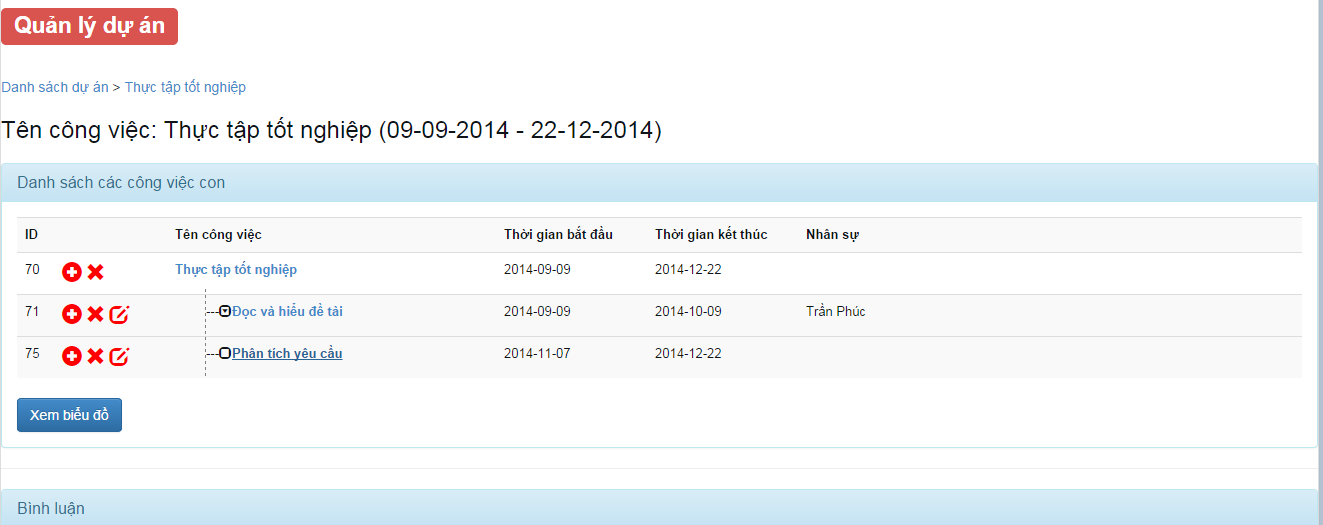 Quản lý dự án
Danh sách dự án > Thực tập tốt nghiệp
Tên công việc: Thực tập tốt nghiệp (09-09-2014 - 22-12-2014)
Danh sách các công việc con
ID Tên công việc Thời gian bắt đầu Thời gian kết thúc Nhân sự
70 Thực tập tốt nghiệp 2014-09-09 2014-12-22
71 ---Đọc và hiểu đề tài 2014-09-09 2014-10-09 Trần Phúc
75 ---Phân tích yêu cầu 2014-11-07 2014-12-22
Xem biểu đồ
Bình luận